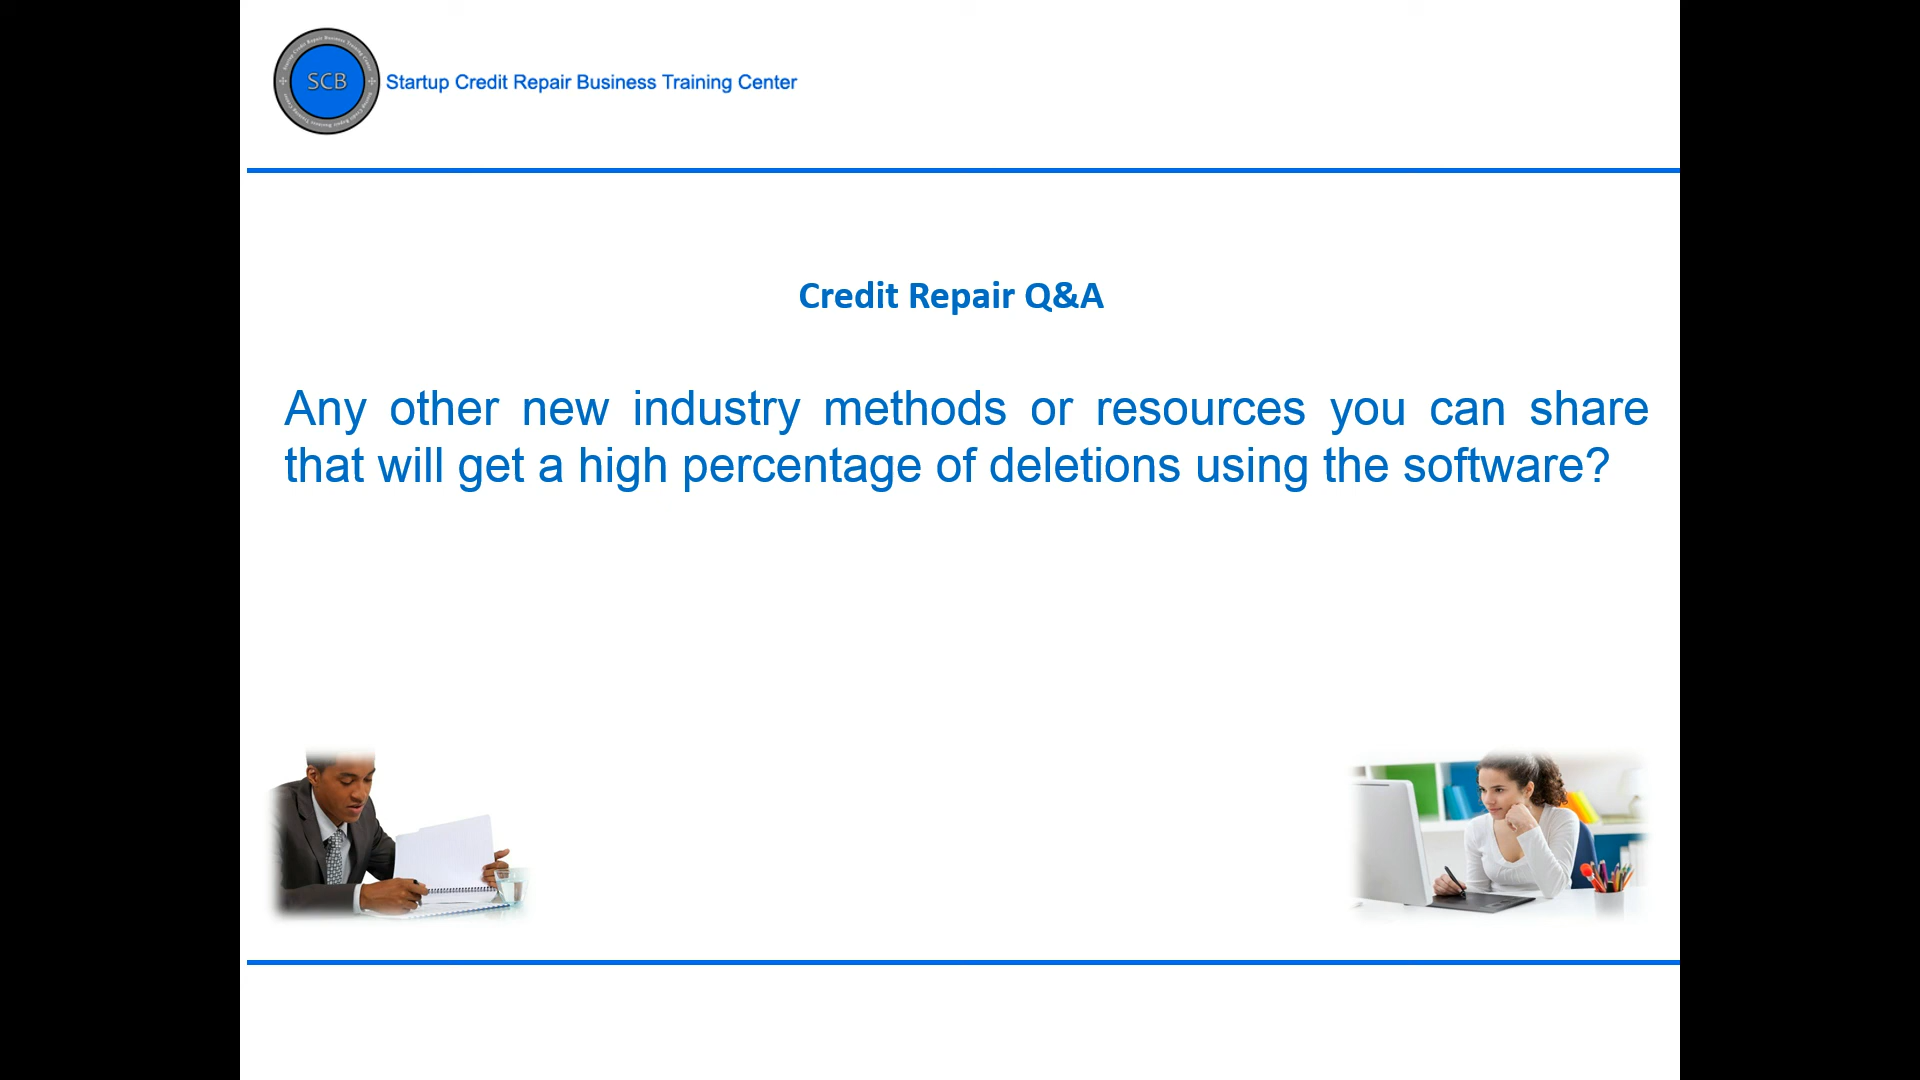 SCB
Startup Credit Repair Business Training Center
Credit Repair Q&A
Any other new industry methods or resources you can share
that will get a high percentage of deletions using the software?